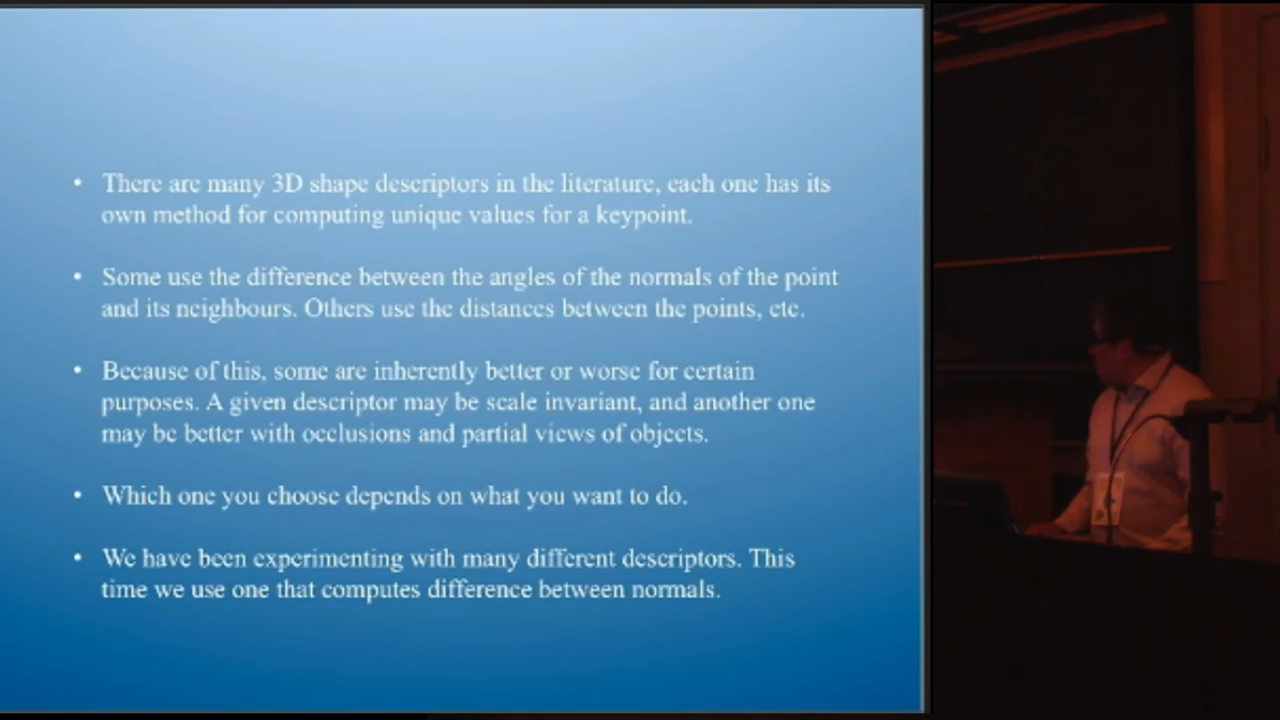 • There are many 3D shape descriptors in the literature, each one has its
own method for computing unique values for a keypoint.
• Some use the difference between the angles of the normals of the point
and its neighbours. Others use the distances between the points, etc.
• Because of this, some are inherently better or worse for certain
purposes. A given descriptor may be scale invariant, and another one
may be better with occlusions and partial views of objects.
• Which one you choose depends on what you want to do.
• We have been experimenting with many different descriptors. This
time we use one that computes difference between normals.